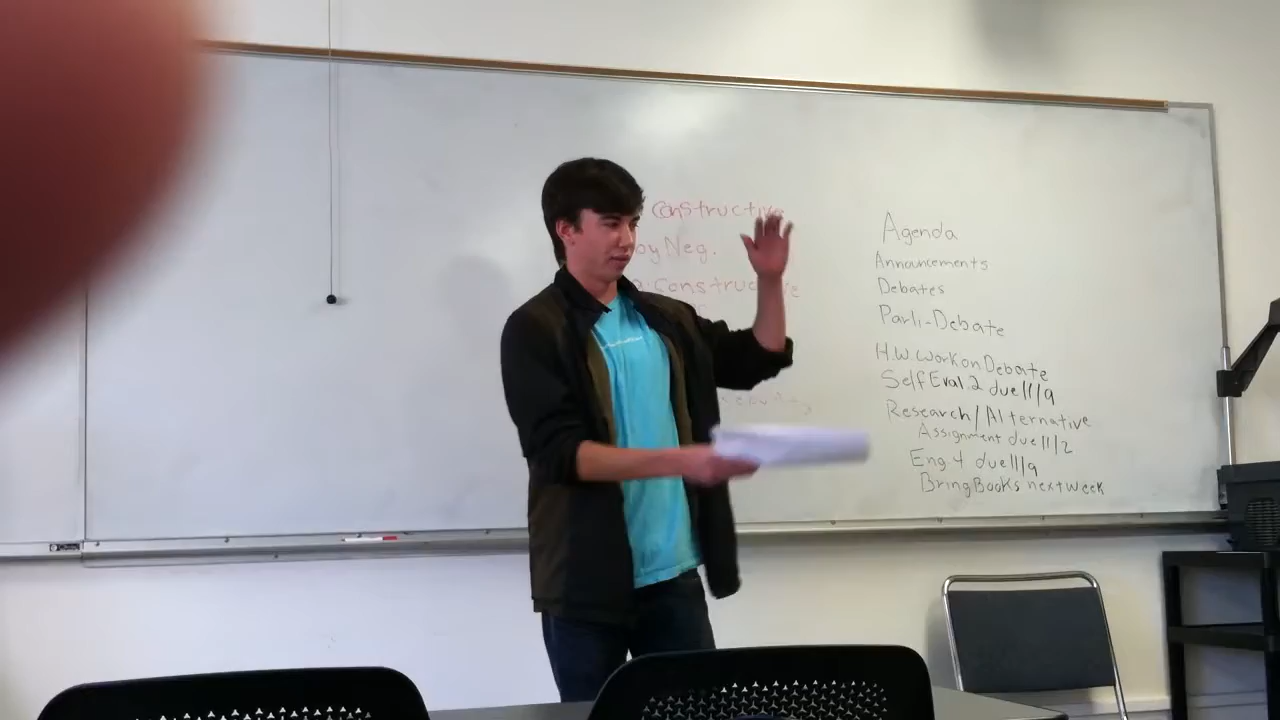 Constructive
by Neg.
Constructive
Agenda
Announcements
Debates
Parli-Debate
H.W. Work on Debate
Self Eval. 2 due 11/9
Research/Alternative
Assignment due 11/2
Eng. 4 due 11/9
Bring Books next week